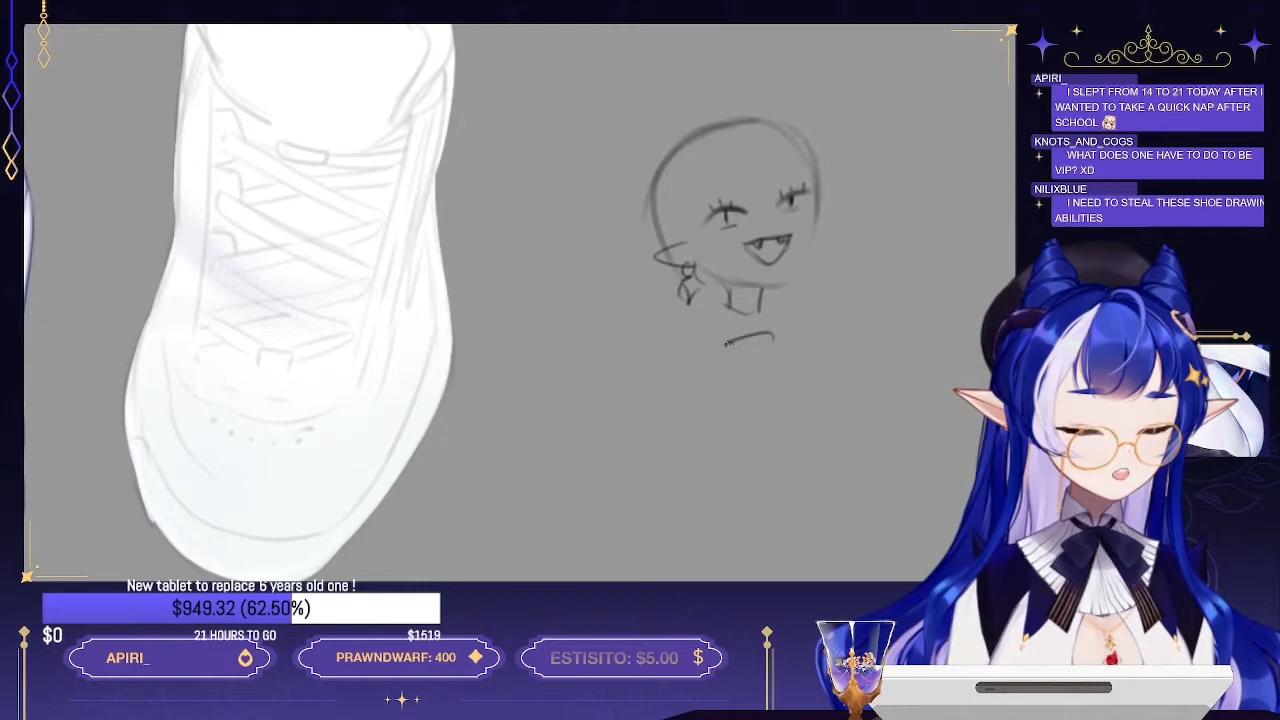 APIRI_
I SLEPT FROM 14 TO 21 TODAY AFTER I
WANTED TO TAKE A QUICK NAP AFTER
SCHOOL
KNOTS_AND_COGS
WHAT DOES ONE HAVE TO DO TO BE
VIP? XD
NILIXBLUE
I NEED TO STEAL THESE SHOE DRAWIN
ABILITIES
New tablet to replace 6 years old one !
$949.32 (62.50%)
$0
21 HOURS TO GO
$1519
APIRI_
PRAWNDWARF: 400
ESTISITO: $5.00 $